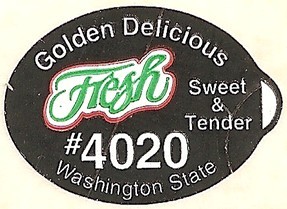 Golden Delicious
Fresh
Sweet
&
Tender
#4020
Washington State